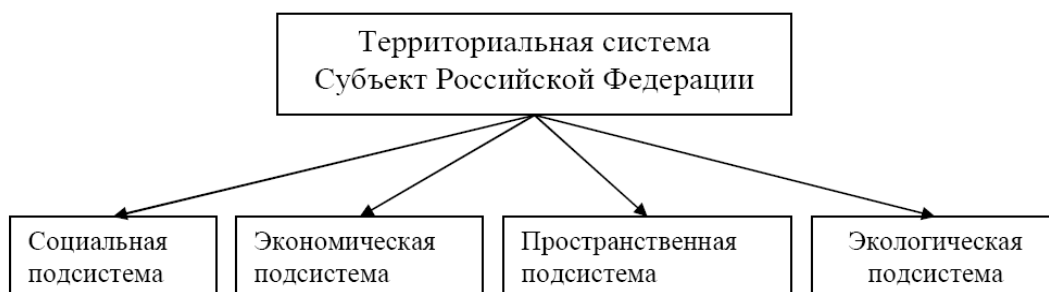 Территориальная система
Субъект Российской Федерации
Социальная
подсистема
Экономическая
подсистема
Пространственная
подсистема
Экологическая
подсистема